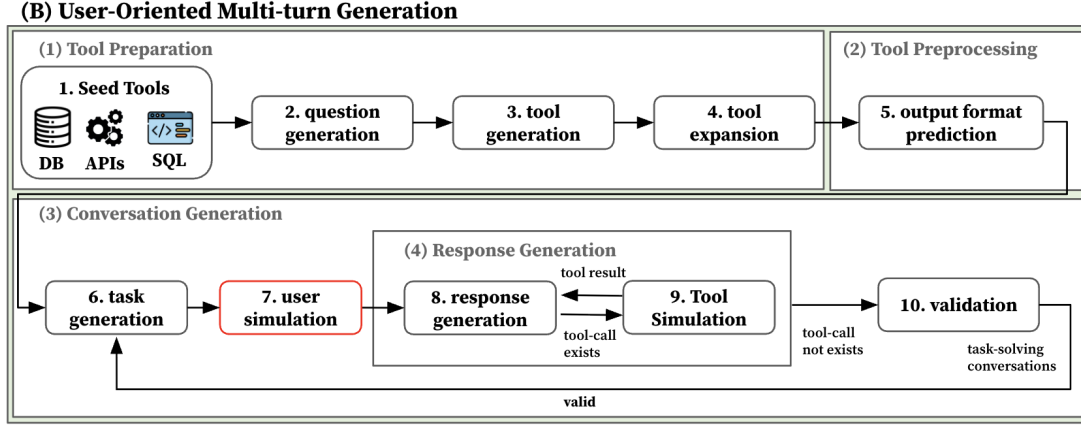 (B) User-Oriented Multi-turn Generation
(1) Tool Preparation
(2) Tool Preprocessing
1. Seed Tools
</>
DB
APIs
SQL
2. question
generation
3. tool
generation
4. tool
expansion
5. output format
prediction
(3) Conversation Generation
(4) Response Generation
6. task
generation
7. user
simulation
8. response
generation
tool result
tool-call
exists
9. Tool
Simulation
tool-call
not exists
10. validation
task-solving
conversations
valid